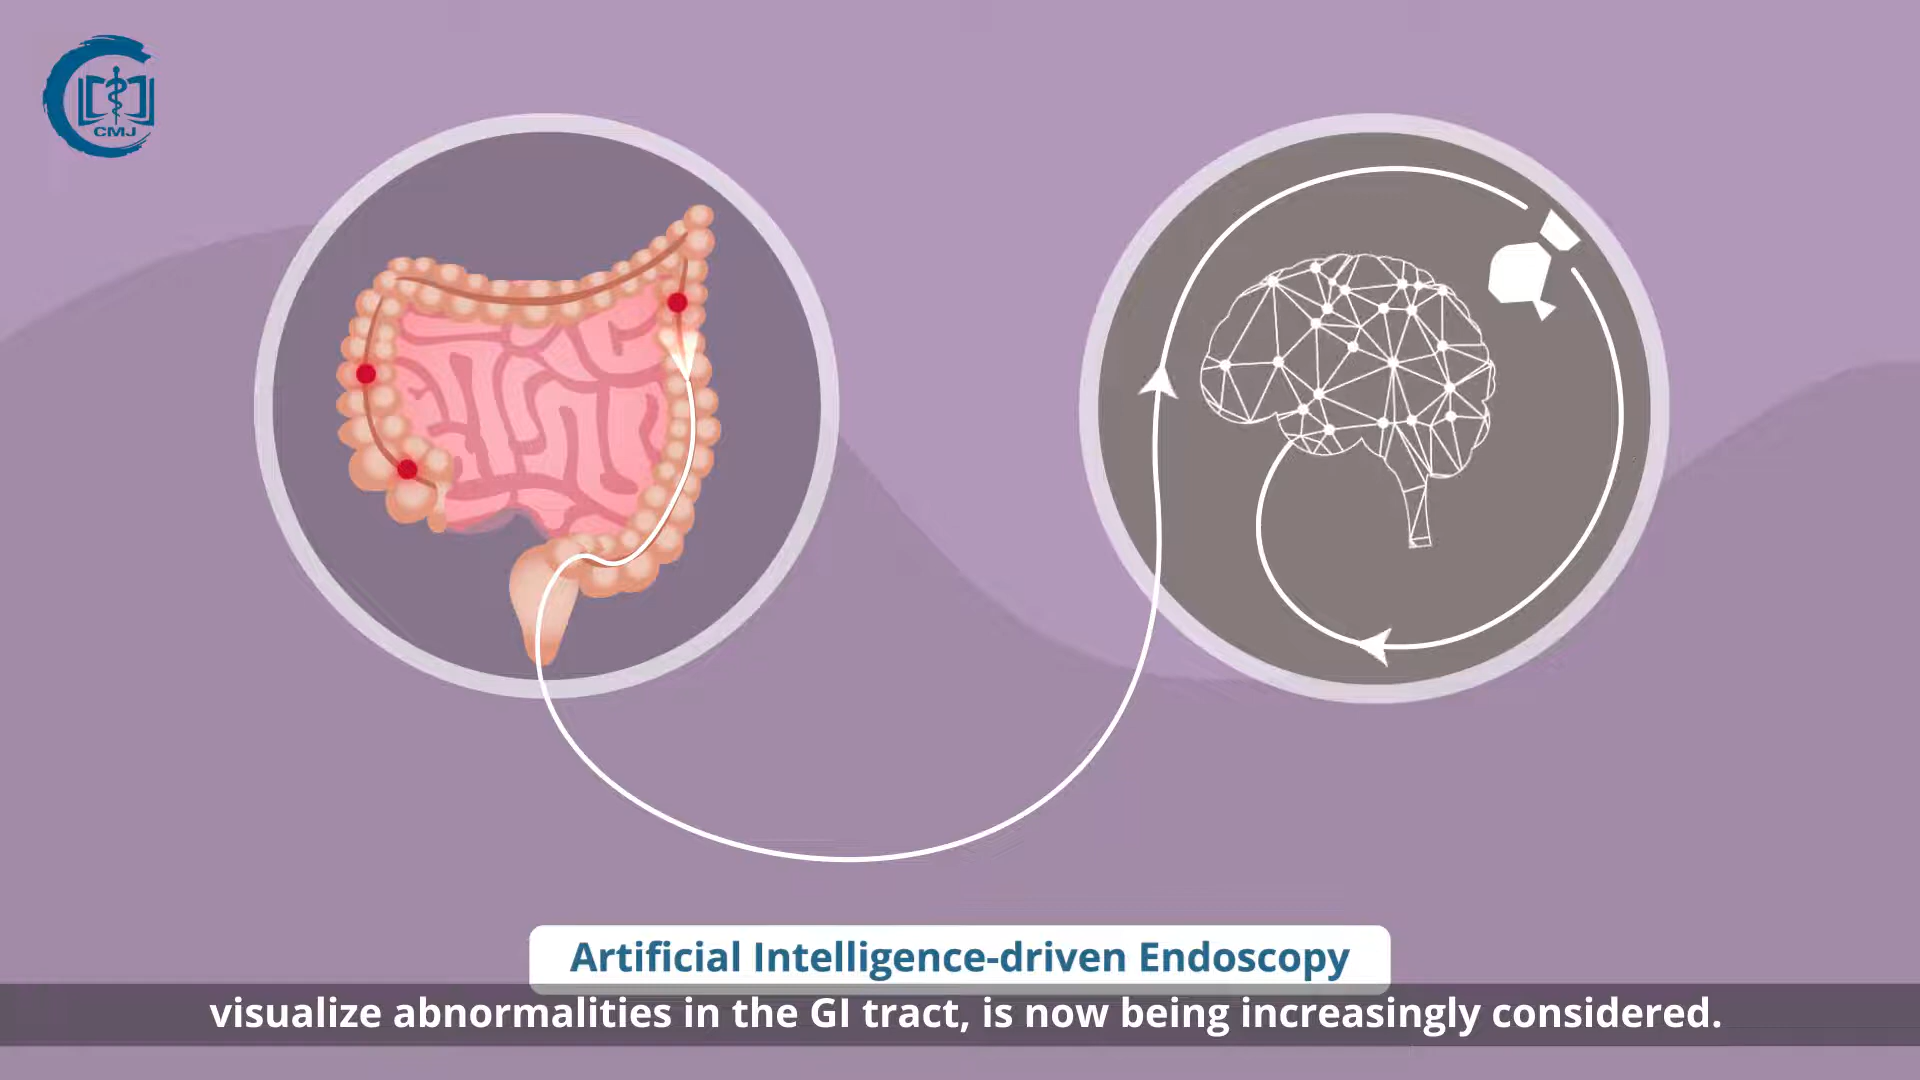 CMJ
Artificial Intelligence-driven Endoscopy
visualize abnormalities in the GI tract, is now being increasingly considered.